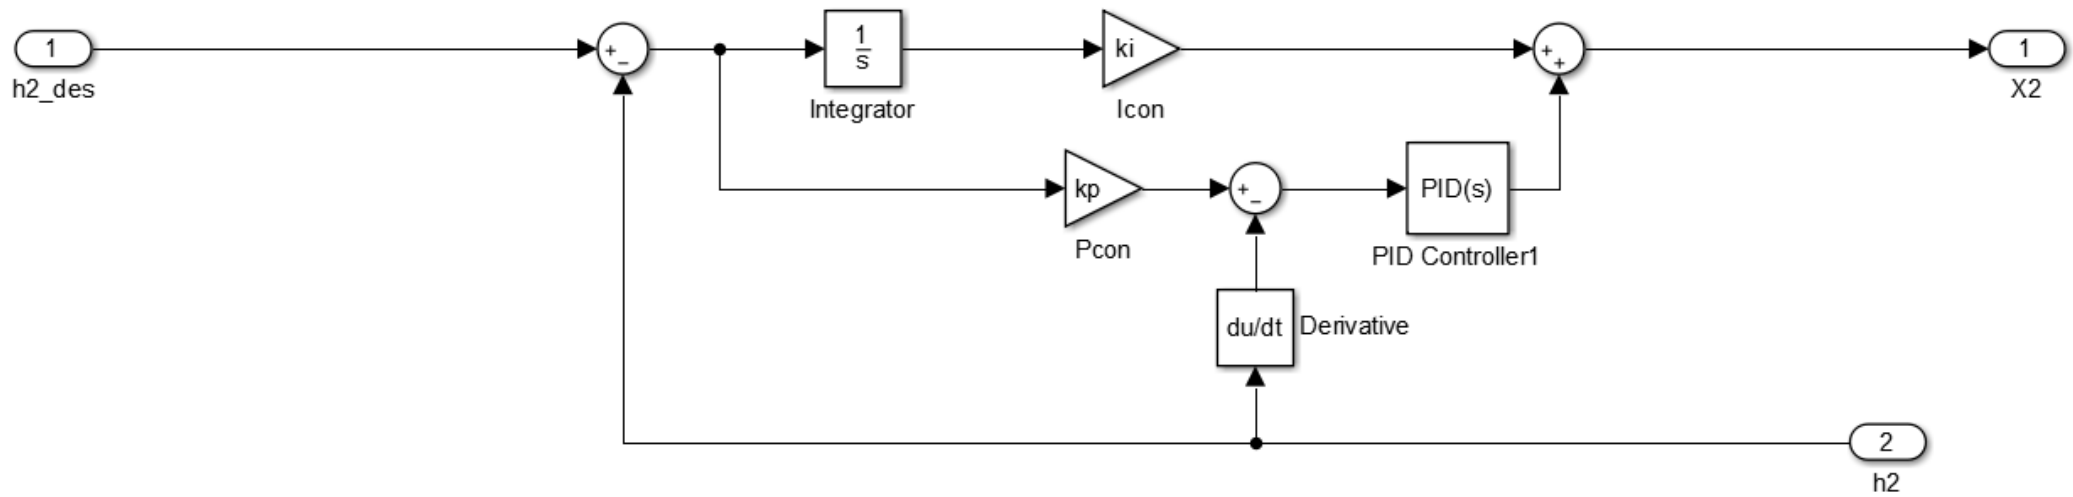 1
h2_des
+
−
1
s
Integrator
ki
Icon
+
+
1
X2
kp
Pcon
+
−
PID(s)
PID Controller1
du/dt
Derivative
2
h2